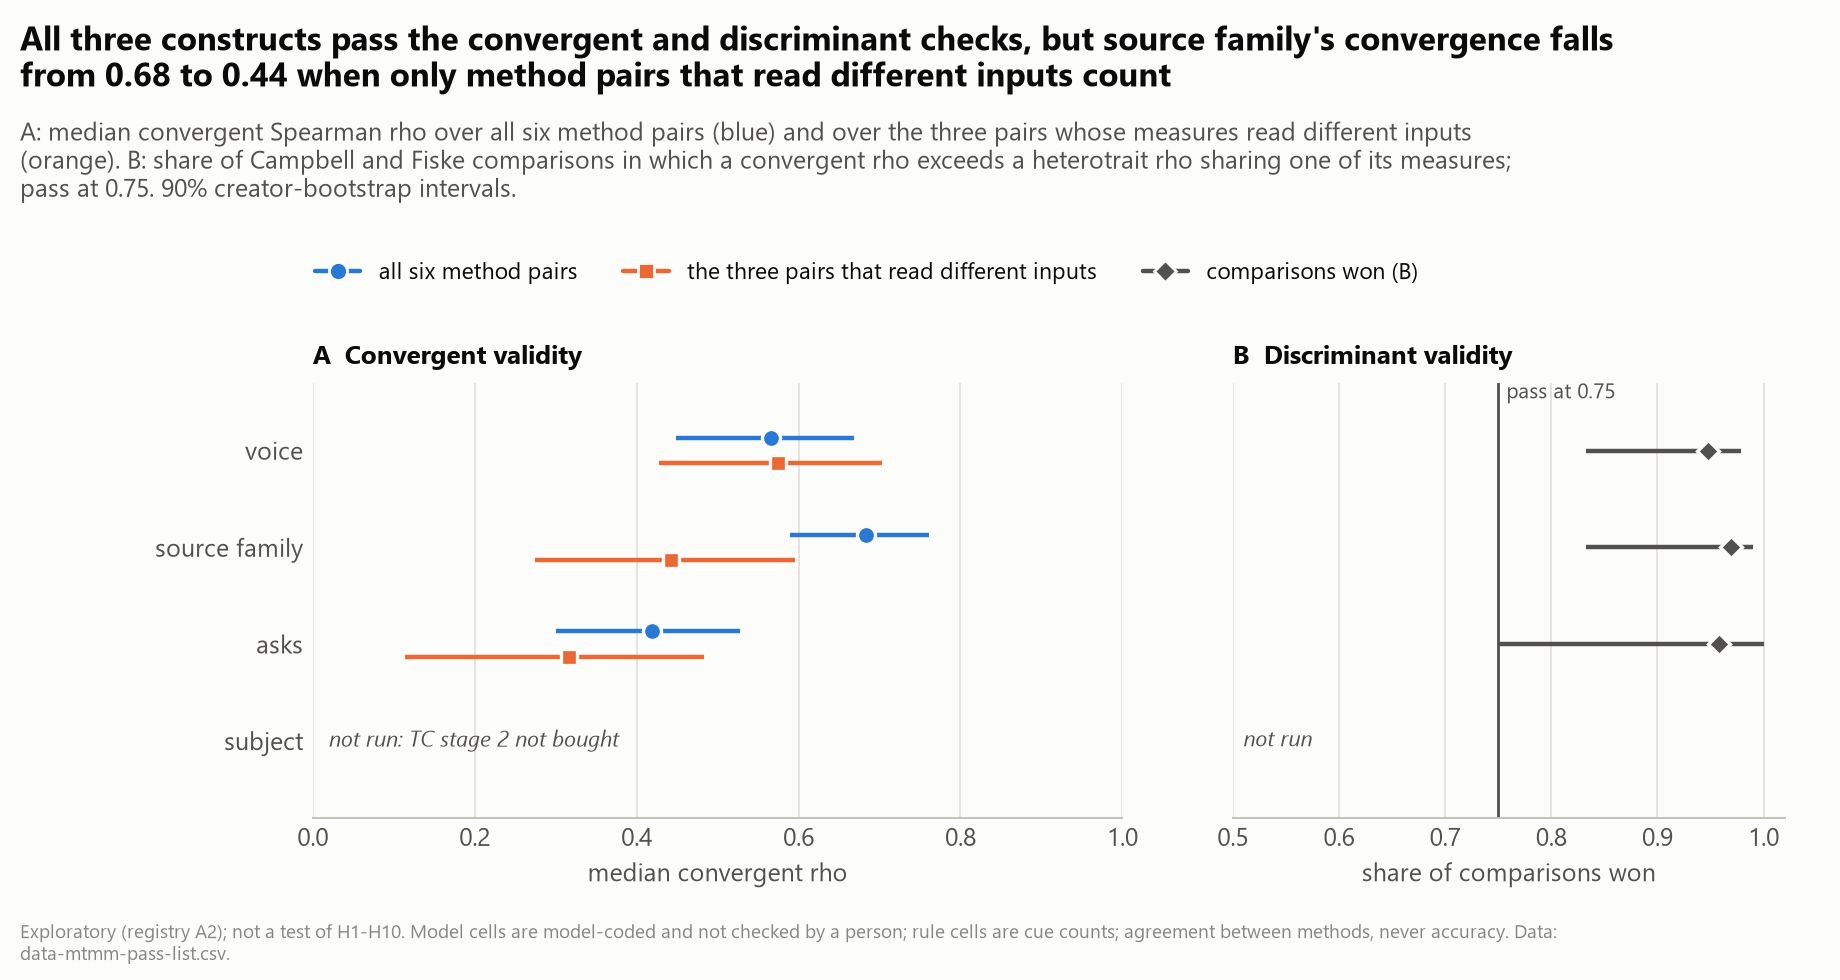 All three constructs pass the convergent and discriminant checks, but source family's convergence falls
from 0.68 to 0.44 when only method pairs that read different inputs count
A: median convergent Spearman rho over all six method pairs (blue) and over the three pairs whose measures read different inputs
(orange). B: share of Campbell and Fiske comparisons in which a convergent rho exceeds a heterotrait rho sharing one of its measures;
pass at 0.75. 90% creator-bootstrap intervals.
all six method pairs
the three pairs that read different inputs
comparisons won (B)
A Convergent validity
voice
source family
asks
subject
not run: TC stage 2 not bought
0.0 0.2 0.4 0.6 0.8 1.0
median convergent rho
B Discriminant validity
pass at 0.75
not run
0.5 0.6 0.7 0.8 0.9 1.0
share of comparisons won
Exploratory (registry A2); not a test of H1-H10. Model cells are model-coded and not checked by a person; rule cells are cue counts; agreement between methods, never accuracy. Data:
data-mtmm-pass-list.csv.